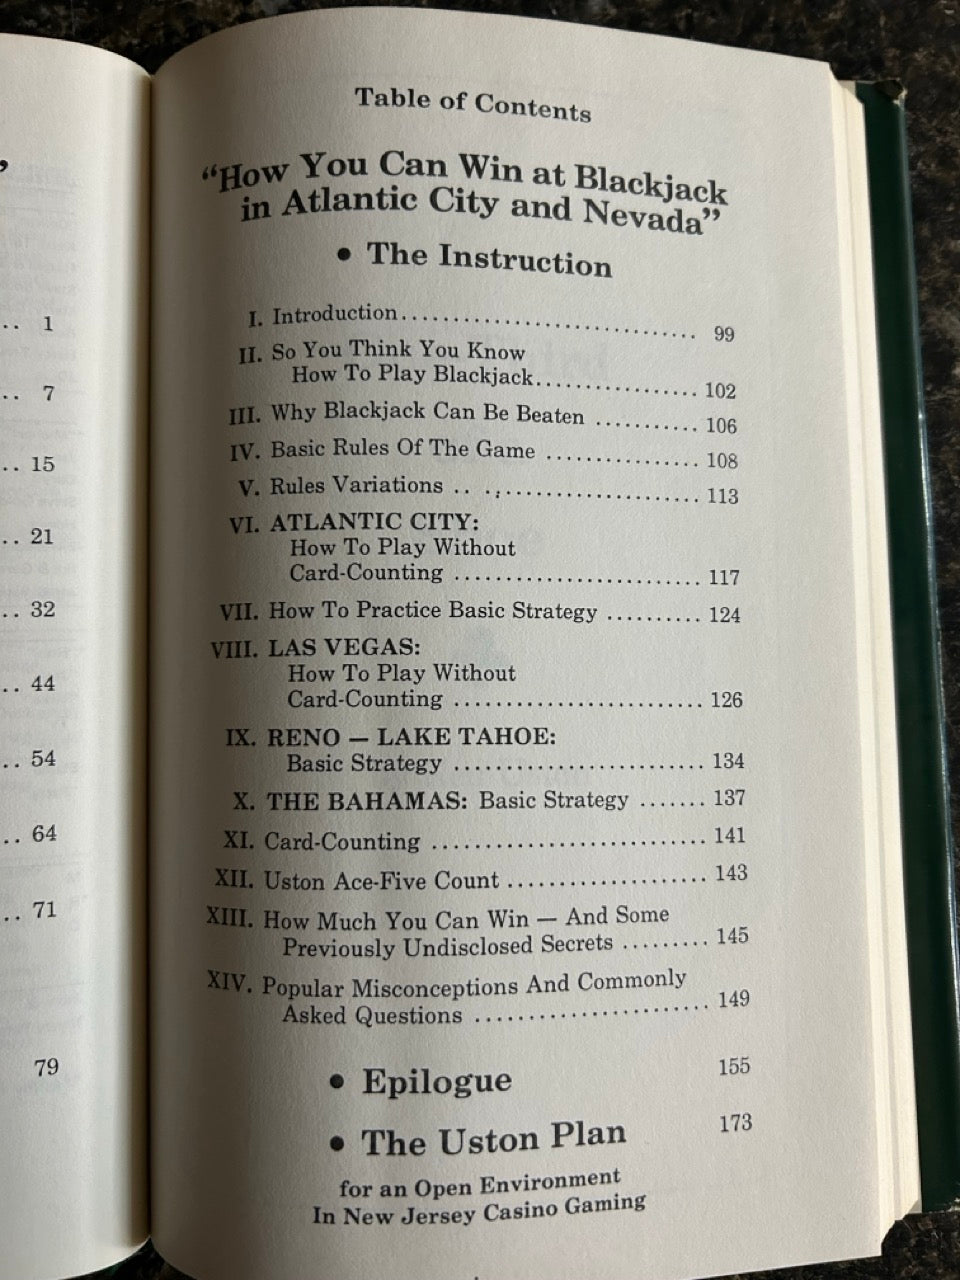 ’
.. 1
.. 7
.. 15
.. 21
.. 32
.. 44
.. 54
.. 64
.. 71
79
Table of Contents
“How You Can Win at Blackjack
in Atlantic City and Nevada”
• The Instruction
I. Introduction.............................. 99
II. So You Think You Know
How To Play Blackjack................. 102
III. Why Blackjack Can Be Beaten ........... 106
IV. Basic Rules Of The Game ................ 108
V. Rules Variations .. ....................... 113
VI. ATLANTIC CITY:
How To Play Without
Card-Counting ......................... 117
VII. How To Practice Basic Strategy .......... 124
VIII. LAS VEGAS:
How To Play Without
Card-Counting ......................... 126
IX. RENO — LAKE TAHOE:
Basic Strategy ......................... 134
X. THE BAHAMAS: Basic Strategy ....... 137
XI. Card-Counting ........................... 141
XII. Uston Ace-Five Count .................... 143
XIII. How Much You Can Win — And Some
Previously Undisclosed Secrets ......... 145
XIV. Popular Misconceptions And Commonly
Asked Questions ....................... 149
• Epilogue 155
• The Uston Plan 173
for an Open Environment
In New Jersey Casino Gaming